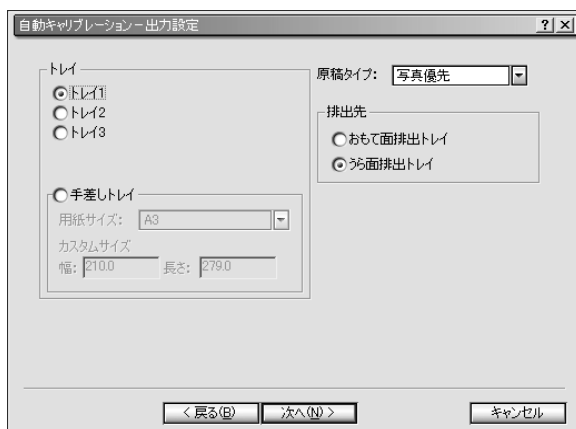 自動キャリブレーション－出力設定
トレイ
トレイ1
トレイ2
トレイ3
手差しトレイ
用紙サイズ: A3
カスタムサイズ
幅: 210.0 長さ: 279.0
原稿タイプ: 写真優先
排出先
おもて面排出トレイ
うら面排出トレイ
< 戻る(B) 次へ(N) > キャンセル